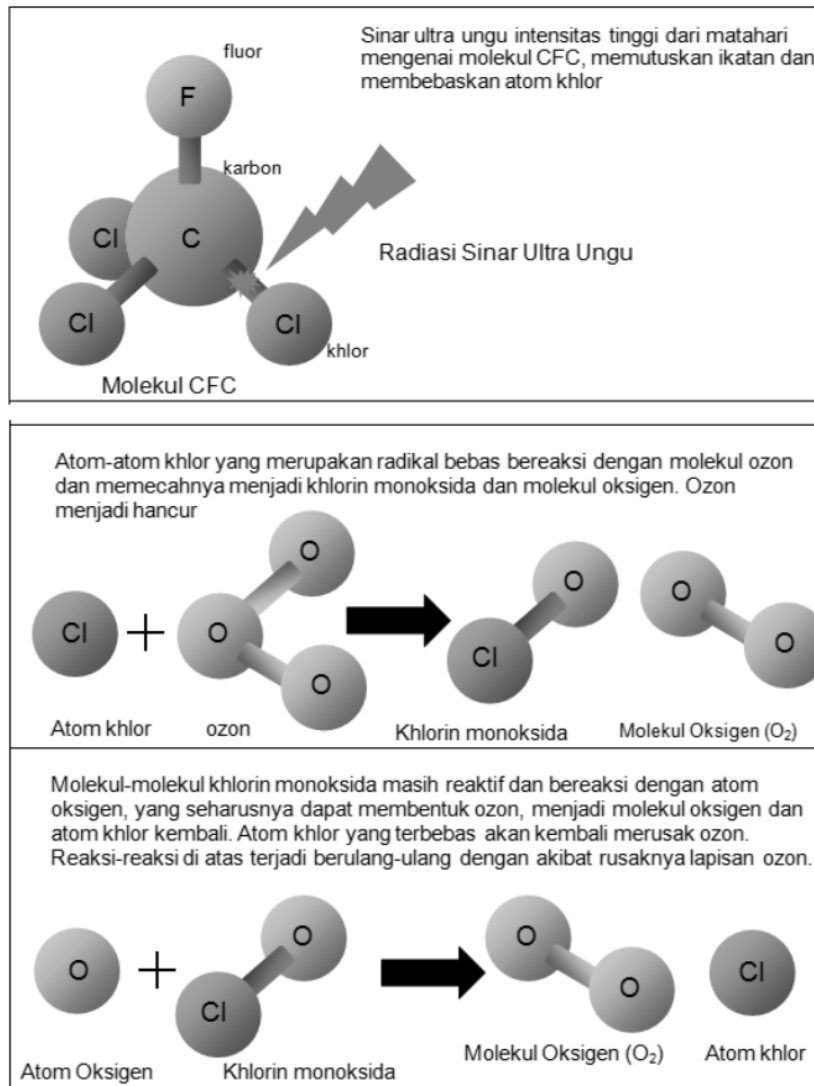 fluor
Sinar ultra ungu intensitas tinggi dari matahari
mengenai molekul CFC, memutuskan ikatan dan
membebaskan atom khlor
F
karbon
Cl
C
Radiasi Sinar Ultra Ungu
Cl
Cl
khlor
Molekul CFC
Atom-atom khlor yang merupakan radikal bebas bereaksi dengan molekul ozon
dan memecahnya menjadi khlorin monoksida dan molekul oksigen. Ozon
menjadi hancur
O
O
O
Cl
+
O
Cl
O
O
O
Atom khlor
ozon
Khlorin monoksida
Molekul Oksigen (O₂)
Molekul-molekul khlorin monoksida masih reaktif dan bereaksi dengan atom
oksigen, yang seharusnya dapat membentuk ozon, menjadi molekul oksigen dan
atom khlor kembali. Atom khlor yang terbebas akan kembali merusak ozon.
Reaksi-reaksi di atas terjadi berulang-ulang dengan akibat rusaknya lapisan ozon.
O
O
O
+
Cl
O
Cl
Atom Oksigen
Khlorin monoksida
Molekul Oksigen (O₂)
Atom khlor